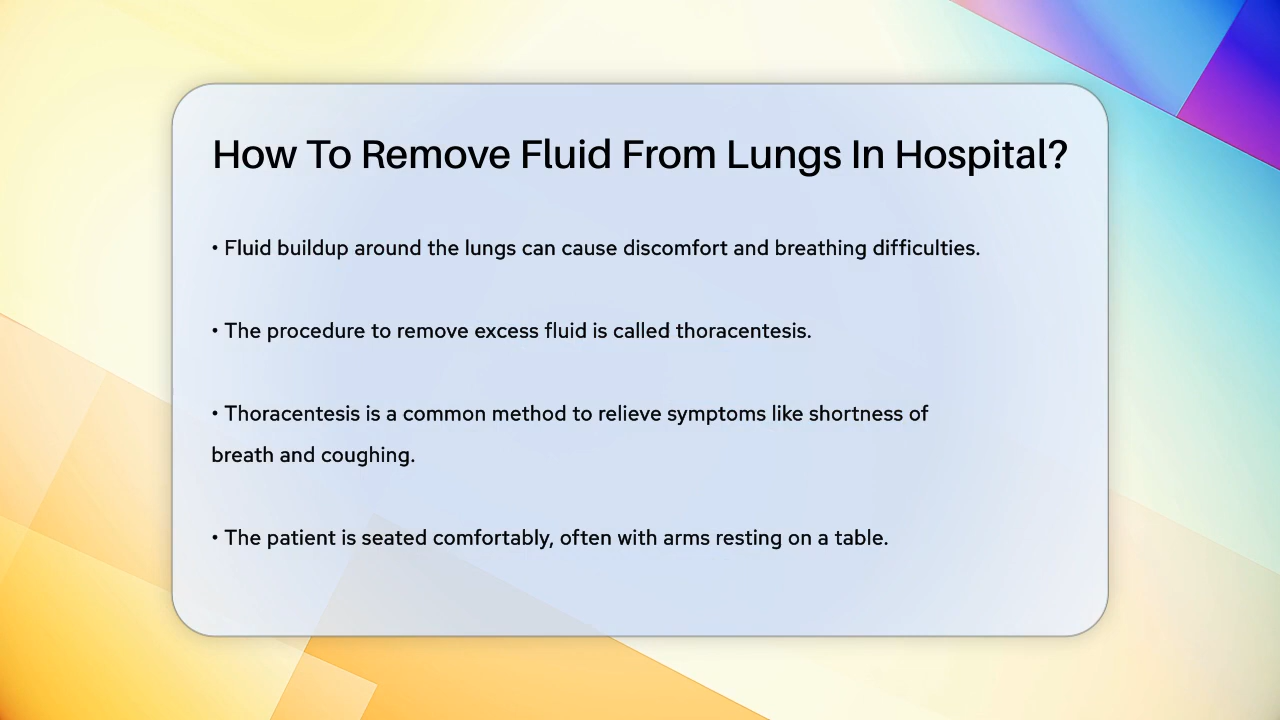 How To Remove Fluid From Lungs In Hospital?
• Fluid buildup around the lungs can cause discomfort and breathing difficulties.
• The procedure to remove excess fluid is called thoracentesis.
• Thoracentesis is a common method to relieve symptoms like shortness of
breath and coughing.
• The patient is seated comfortably, often with arms resting on a table.